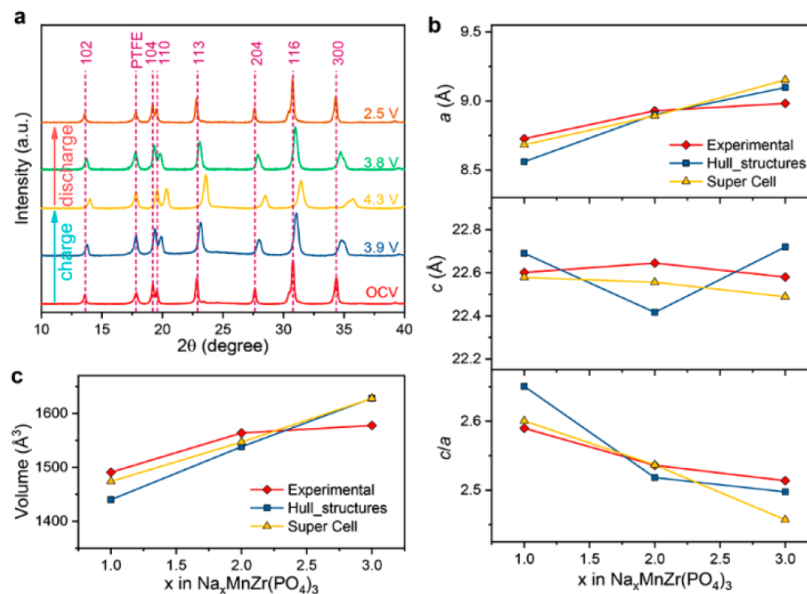 a
102
PTFE
104
110
113
204
116
300
2.5 V
3.8 V
4.3 V
3.9 V
OCV
discharge
charge
Intensity (a.u.)
10 15 20 25 30 35 40
2θ (degree)
b
a (Å)
9.5
9.0
8.5
Experimental
Hull_structures
Super Cell
c (Å)
22.8
22.6
22.4
22.2
c/a
2.6
2.5
1.0 1.5 2.0 2.5 3.0
x in NaₓMnZr(PO₄)₃
c
Volume (Å³)
1600
1500
1400
Experimental
Hull_structures
Super Cell
1.0 1.5 2.0 2.5 3.0
x in NaₓMnZr(PO₄)₃